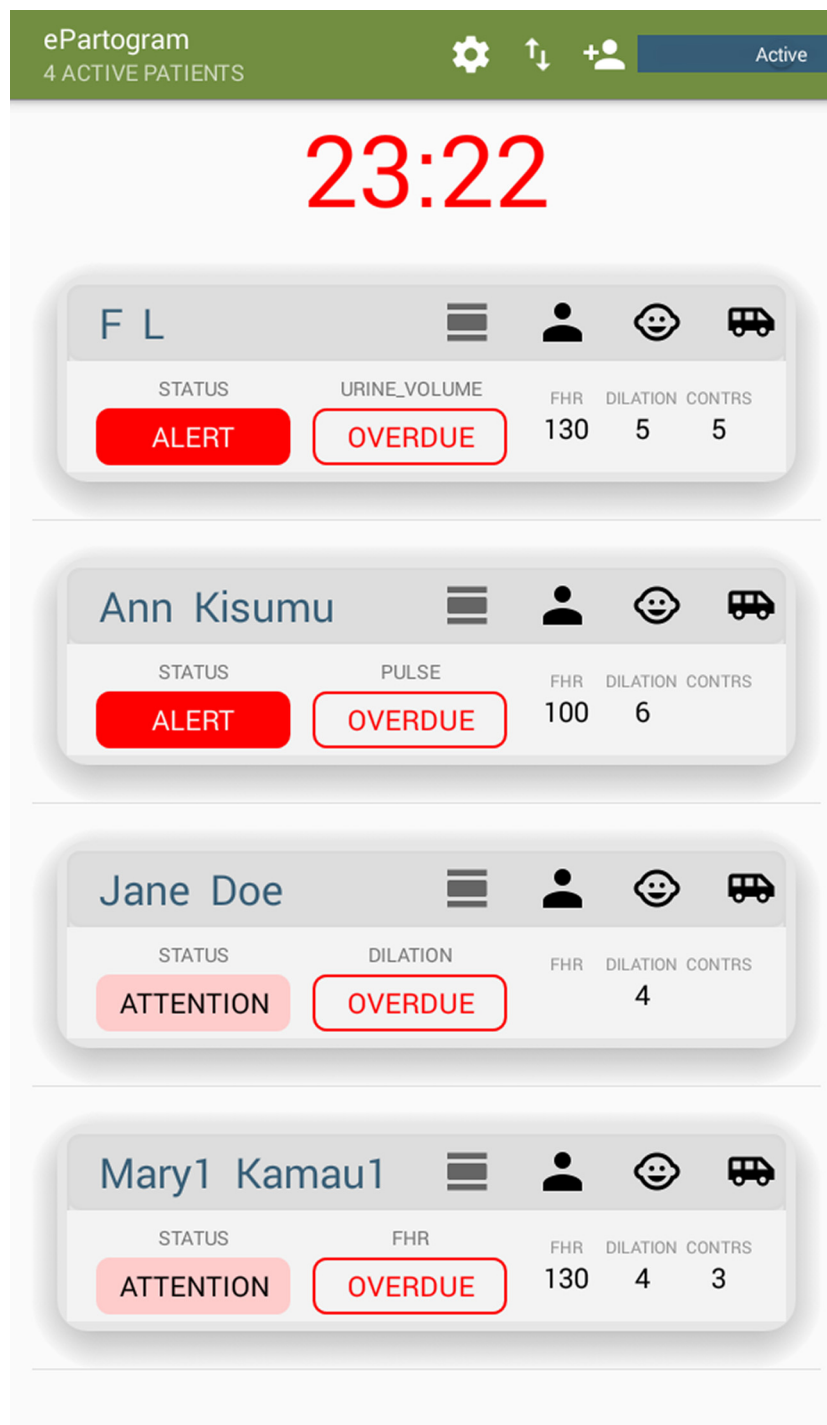 ePartogram
4 ACTIVE PATIENTS
Active
23:22
F L
STATUS URINE_VOLUME FHR DILATION CONTRS
ALERT OVERDUE 130 5 5
Ann Kisumu
STATUS PULSE FHR DILATION CONTRS
ALERT OVERDUE 100 6
Jane Doe
STATUS DILATION FHR DILATION CONTRS
ATTENTION OVERDUE 4
Mary1 Kamau1
STATUS FHR FHR DILATION CONTRS
ATTENTION OVERDUE 130 4 3